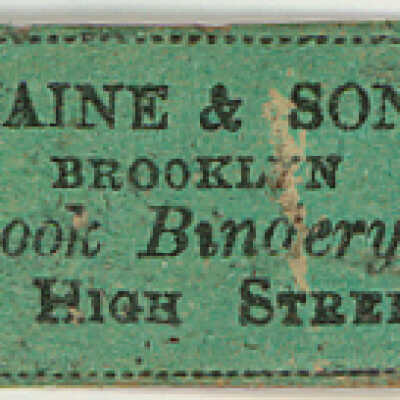 AINE & SON
BROOKLYN
ook Bindery
HIGH STREE